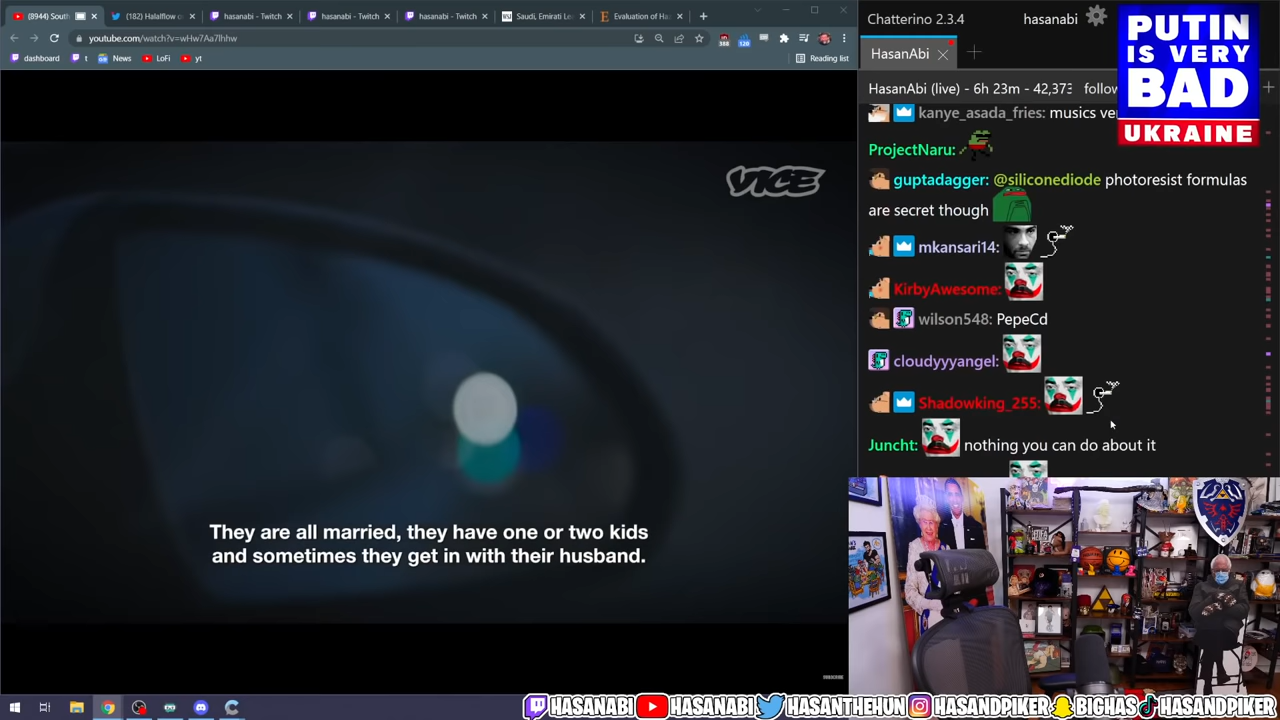 (8944) South
(182) Halalflow o
hasanabi - Twitch
hasanabi - Twitch
hasanabi - Twitch
Saudi, Emirati Le
Evaluation of Ha
youtube.com/watch?v=wHw7Aa7lhhw
dashboard
t
News
LoFi
yt
Reading list
VICE
They are all married, they have one or two kids
and sometimes they get in with their husband.
Chatterino 2.3.4
hasanabi
HasanAbi
HasanAbi (live) - 6h 23m - 42,373
follow
PUTIN
IS VERY
BAD
UKRAINE
kanye_asada_fries: musics ve
ProjectNaru:
guptadagger: @siliconediode photoresist formulas
are secret though
mkansari14:
KirbyAwesome:
wilson548: PepeCd
cloudyyyangel:
Shadowking_255:
Juncht: nothing you can do about it
HASANABI HASANABI HASANTHEHUN HASANDPIKER BIGHAS HASANDPIKER